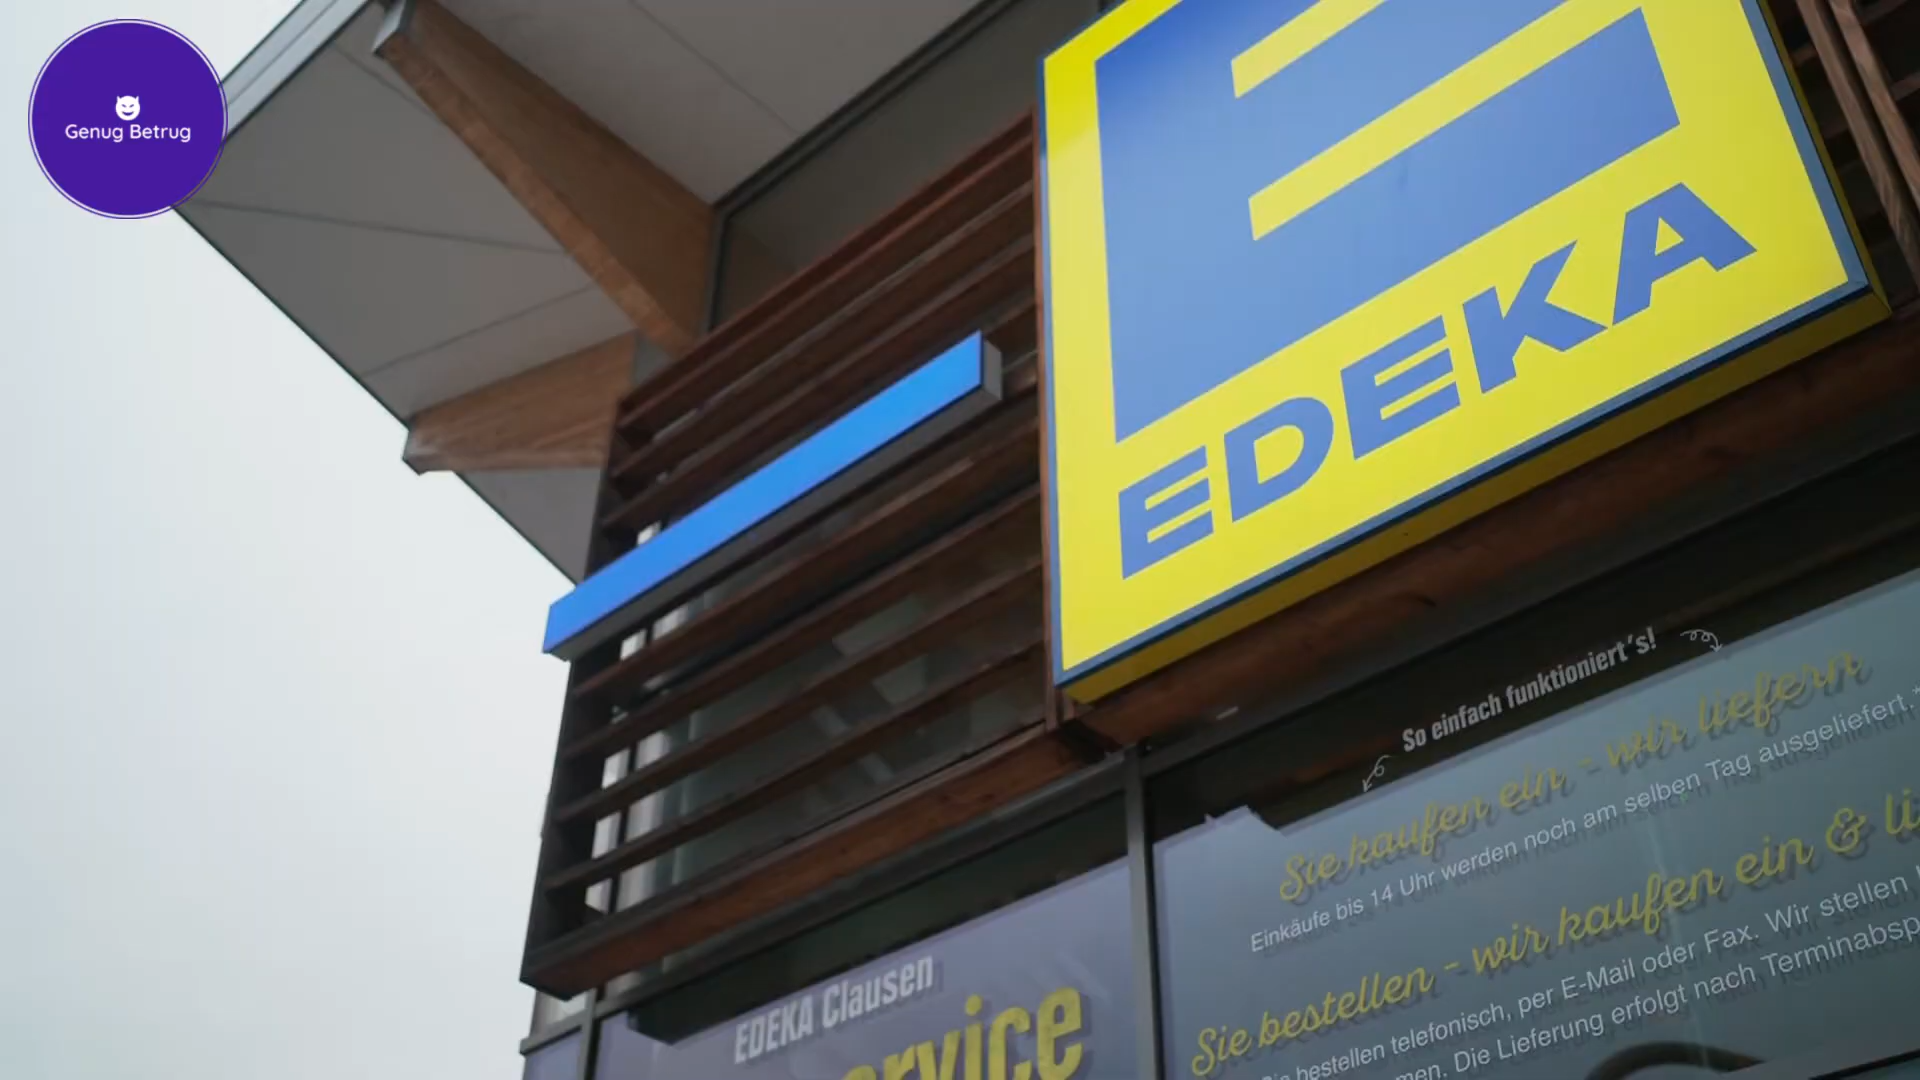 Genug Betrug
EDEKA
So einfach funktioniert's!
Sie kaufen ein - wir liefern
Einkäufe bis 14 Uhr werden noch am selben Tag ausgeliefert.*
Sie bestellen - wir kaufen ein &
bestellen telefonisch, per E-Mail oder Fax. Wir stellen
Die Lieferung erfolgt nach
EDEKA Clausen